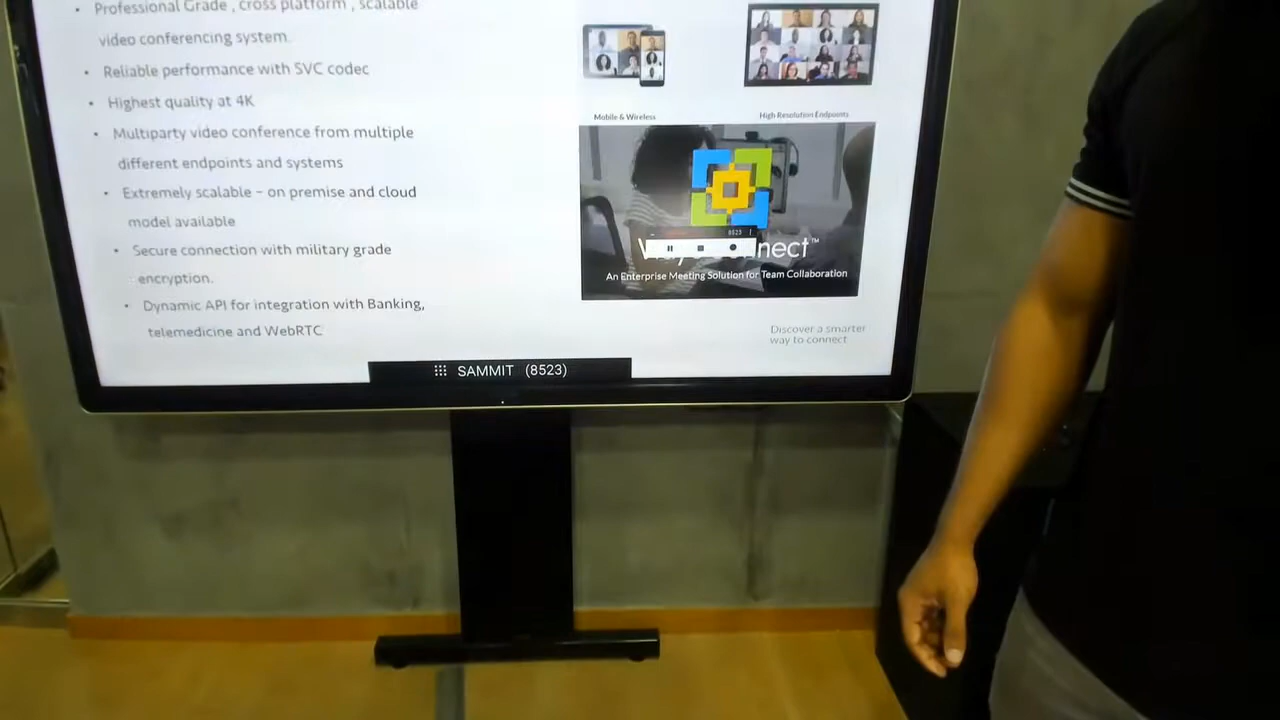 Professional Grade , cross platform , scalable
video conferencing system.
Reliable performance with SVC codec
Highest quality at 4K
Multiparty video conference from multiple
different endpoints and systems
Extremely scalable – on premise and cloud
model available
Secure connection with military grade
encryption.
Dynamic API for integration with Banking,
telemedicine and WebRTC
Mobile & Wireless
High Resolution Endpoints
8523
nect™
An Enterprise Meeting Solution for Team Collaboration
Discover a smarter
way to connect
SAMMIT (8523)